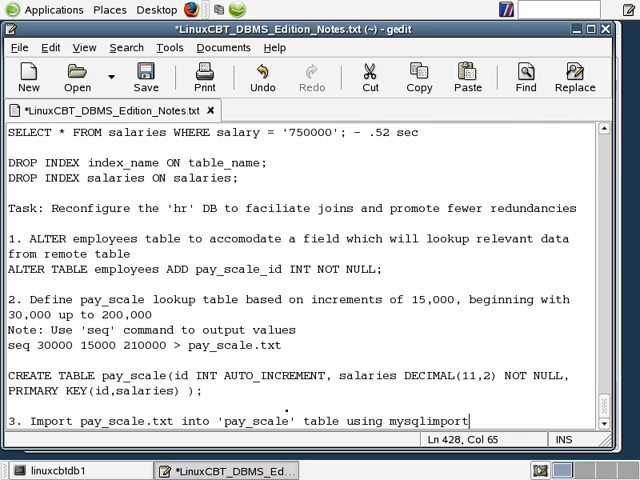 Applications Places Desktop
*LinuxCBT_DBMS_Edition_Notes.txt (~) - gedit
File Edit View Search Tools Documents Help
New Open Save Print Undo Redo Cut Copy Paste Find Replace
*LinuxCBT_DBMS_Edition_Notes.txt x
SELECT * FROM salaries WHERE salary = '750000'; - .52 sec
DROP INDEX index_name ON table_name;
DROP INDEX salaries ON salaries;
Task: Reconfigure the 'hr' DB to faciliate joins and promote fewer redundancies
1. ALTER employees table to accomodate a field which will lookup relevant data
from remote table
ALTER TABLE employees ADD pay_scale_id INT NOT NULL;
2. Define pay_scale lookup table based on increments of 15,000, beginning with
30,000 up to 200,000
Note: Use 'seq' command to output values
seq 30000 15000 210000 > pay_scale.txt
CREATE TABLE pay_scale(id INT AUTO_INCREMENT, salaries DECIMAL(11,2) NOT NULL,
PRIMARY KEY(id,salaries) );
3. Import pay_scale.txt into 'pay_scale' table using mysqlimport
Ln 428, Col 65 INS
linuxcbtdb1 *LinuxCBT_DBMS_Ed...